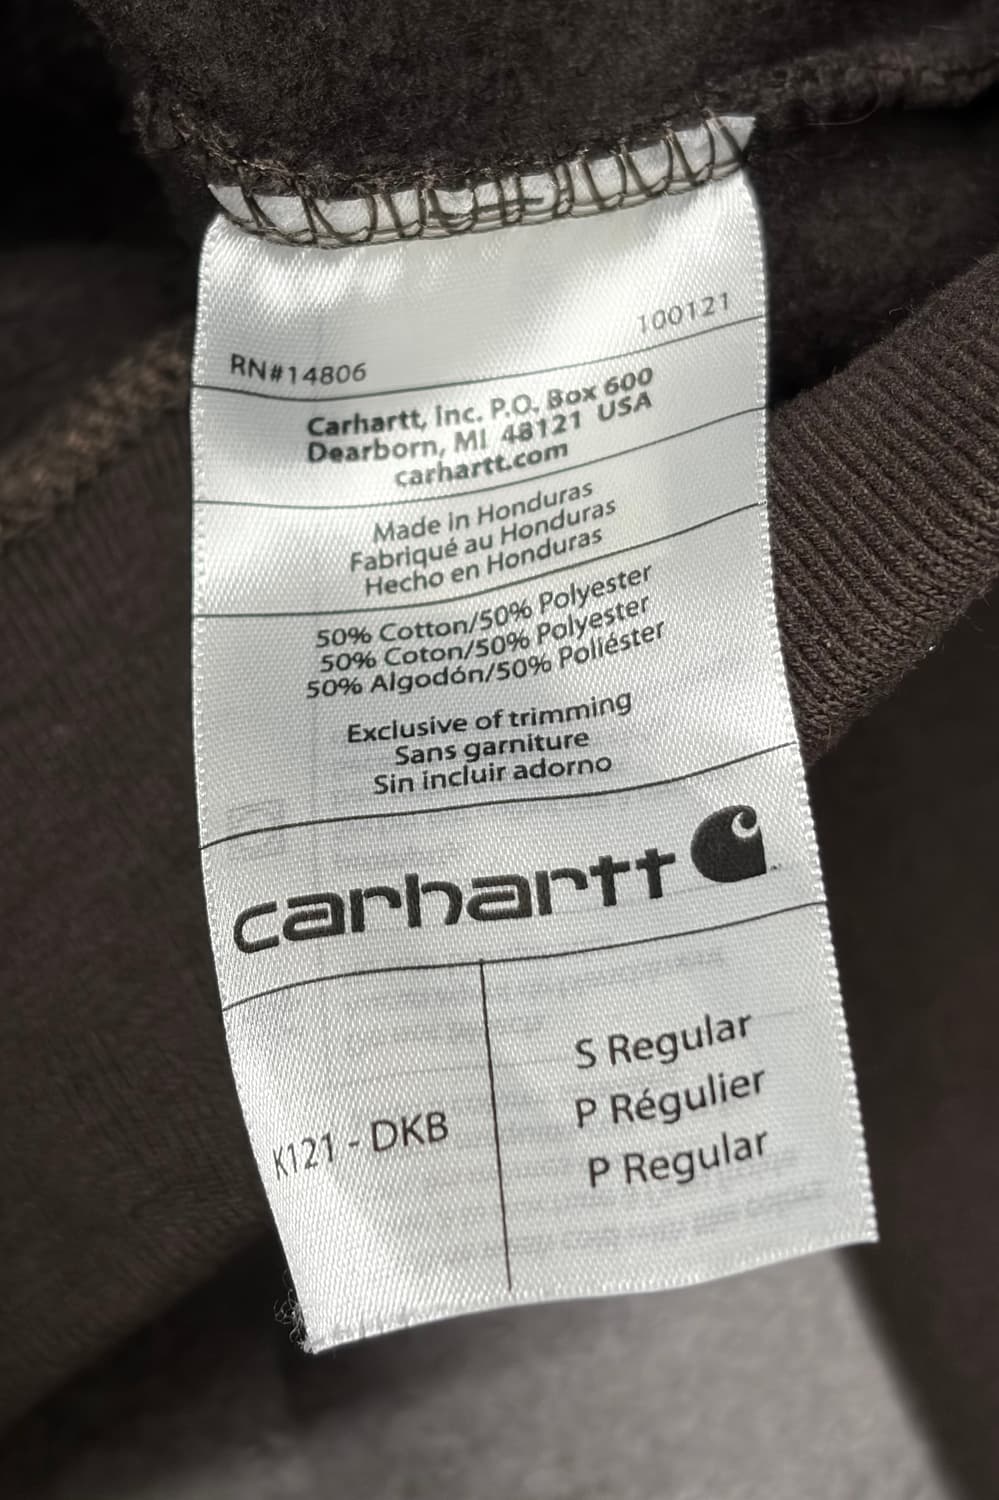 100121
RN#14806
Carhartt, Inc. P.O. Box 600
Dearborn, MI 48121 USA
carhartt.com
Made in Honduras
Fabriqué au Honduras
Hecho en Honduras
50% Cotton/50% Polyester
50% Coton/50% Polyester
50% Algodón/50% Poliéster
Exclusive of trimming
Sans garniture
Sin incluir adorno
carhartt
K121 - DKB
S Regular
P Régulier
P Regular